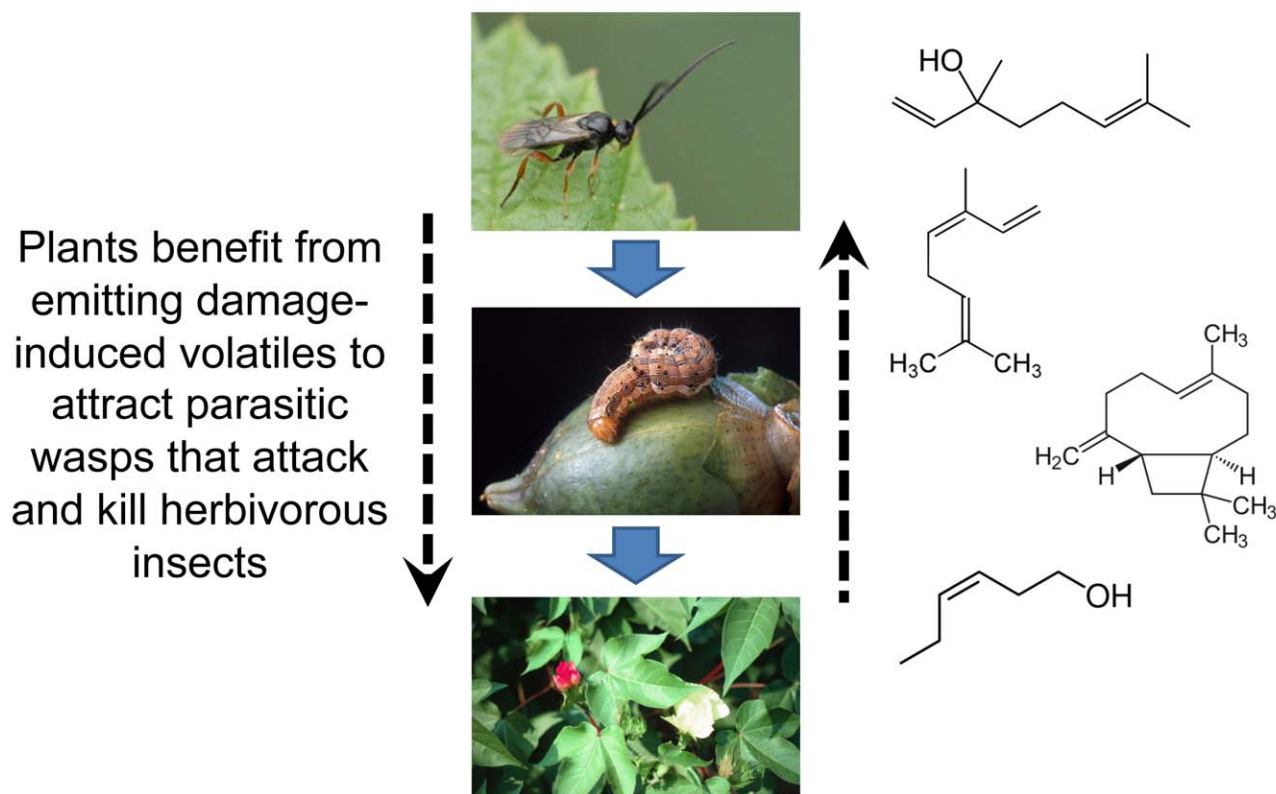 Plants benefit from
emitting damage-
induced volatiles to
attract parasitic
wasps that attack
and kill herbivorous
insects
HO
H₃C
CH₃
CH₃
H₂C
H
H
CH₃
CH₃
OH